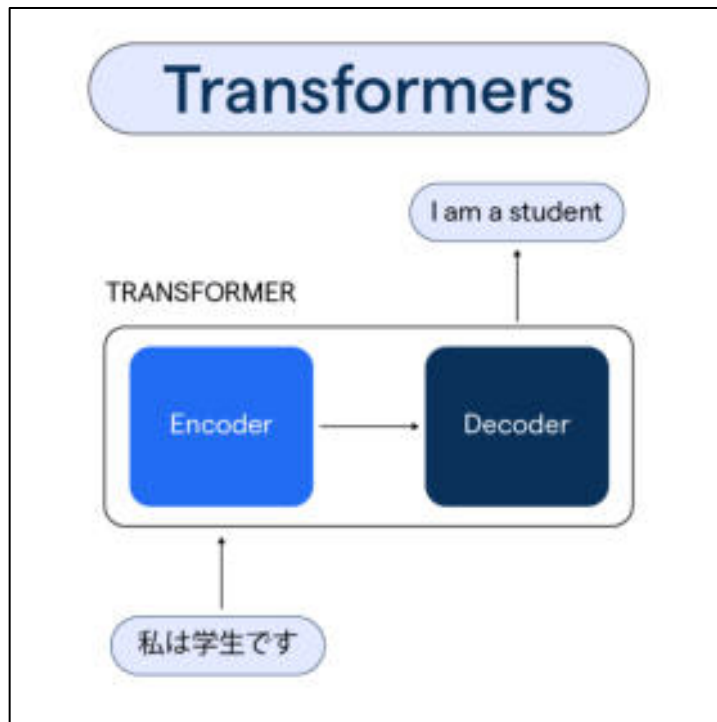 Transformers
I am a student
TRANSFORMER
Encoder
Decoder
私は学生です